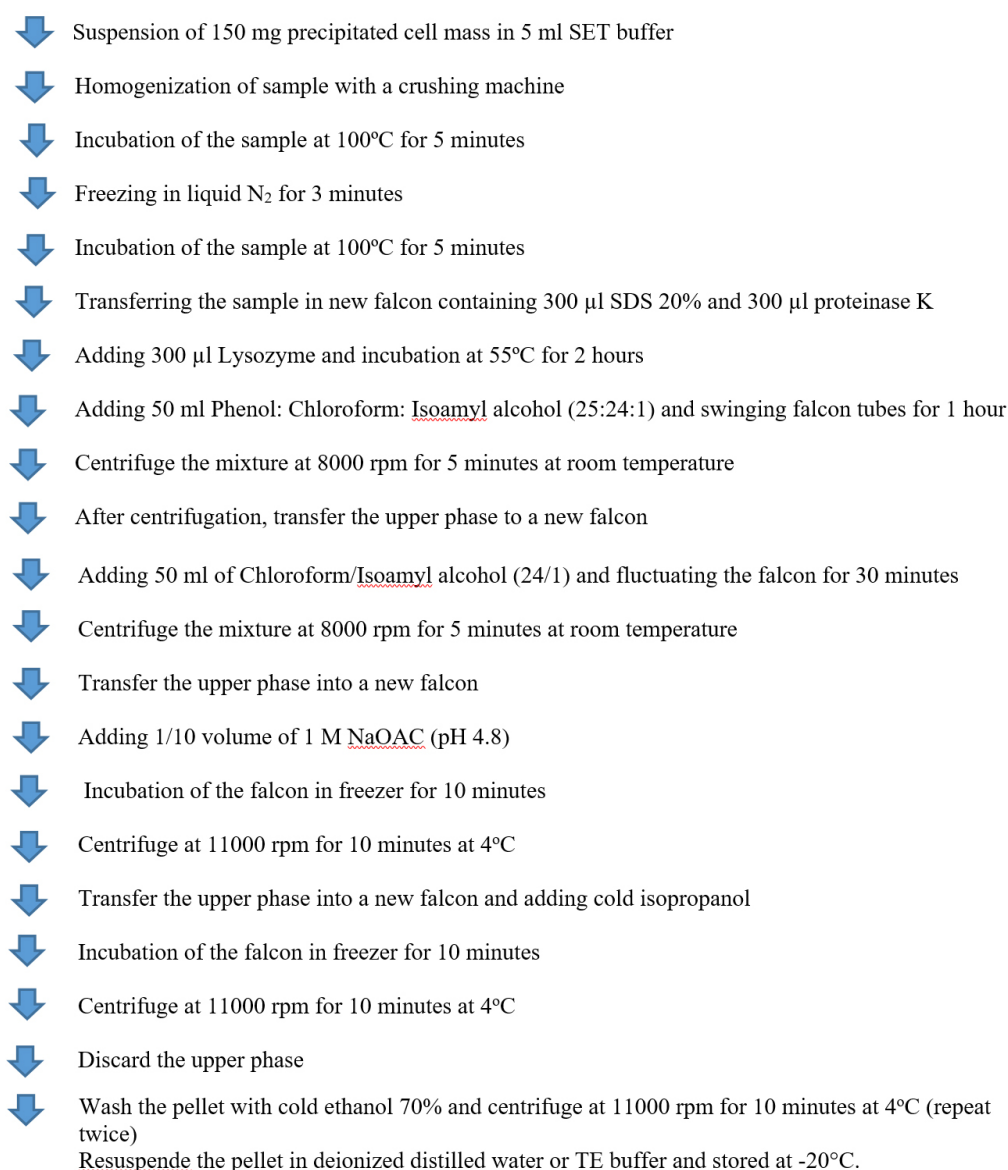 Suspension of 150 mg precipitated cell mass in 5 ml SET buffer
Homogenization of sample with a crushing machine
Incubation of the sample at 100ºC for 5 minutes
Freezing in liquid N₂ for 3 minutes
Incubation of the sample at 100ºC for 5 minutes
Transferring the sample in new falcon containing 300 µl SDS 20% and 300 µl proteinase K
Adding 300 µl Lysozyme and incubation at 55ºC for 2 hours
Adding 50 ml Phenol: Chloroform: Isoamyl alcohol (25:24:1) and swinging falcon tubes for 1 hour
Centrifuge the mixture at 8000 rpm for 5 minutes at room temperature
After centrifugation, transfer the upper phase to a new falcon
Adding 50 ml of Chloroform/Isoamyl alcohol (24/1) and fluctuating the falcon for 30 minutes
Centrifuge the mixture at 8000 rpm for 5 minutes at room temperature
Transfer the upper phase into a new falcon
Adding 1/10 volume of 1 M NaOAC (pH 4.8)
Incubation of the falcon in freezer for 10 minutes
Centrifuge at 11000 rpm for 10 minutes at 4ºC
Transfer the upper phase into a new falcon and adding cold isopropanol
Incubation of the falcon in freezer for 10 minutes
Centrifuge at 11000 rpm for 10 minutes at 4ºC
Discard the upper phase
Wash the pellet with cold ethanol 70% and centrifuge at 11000 rpm for 10 minutes at 4ºC (repeat
twice)
Resuspende the pellet in deionized distilled water or TE buffer and stored at -20°C.